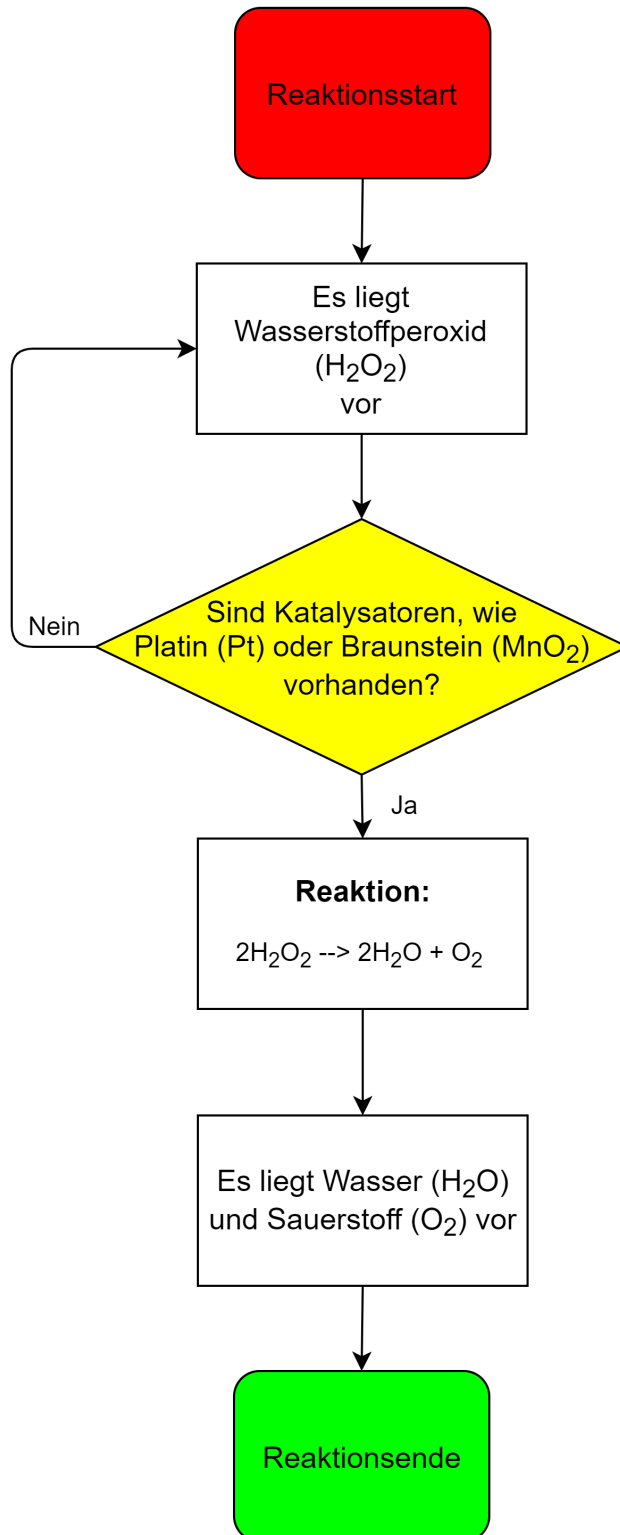 Reaktionsstart
Es liegt
Wasserstoffperoxid
(H₂O₂)
vor
Nein
Sind Katalysatoren, wie
Platin (Pt) oder Braunstein (MnO₂)
vorhanden?
Ja
Reaktion:
2H₂O₂ --> 2H₂O + O₂
Es liegt Wasser (H₂O)
und Sauerstoff (O₂) vor
Reaktionsende